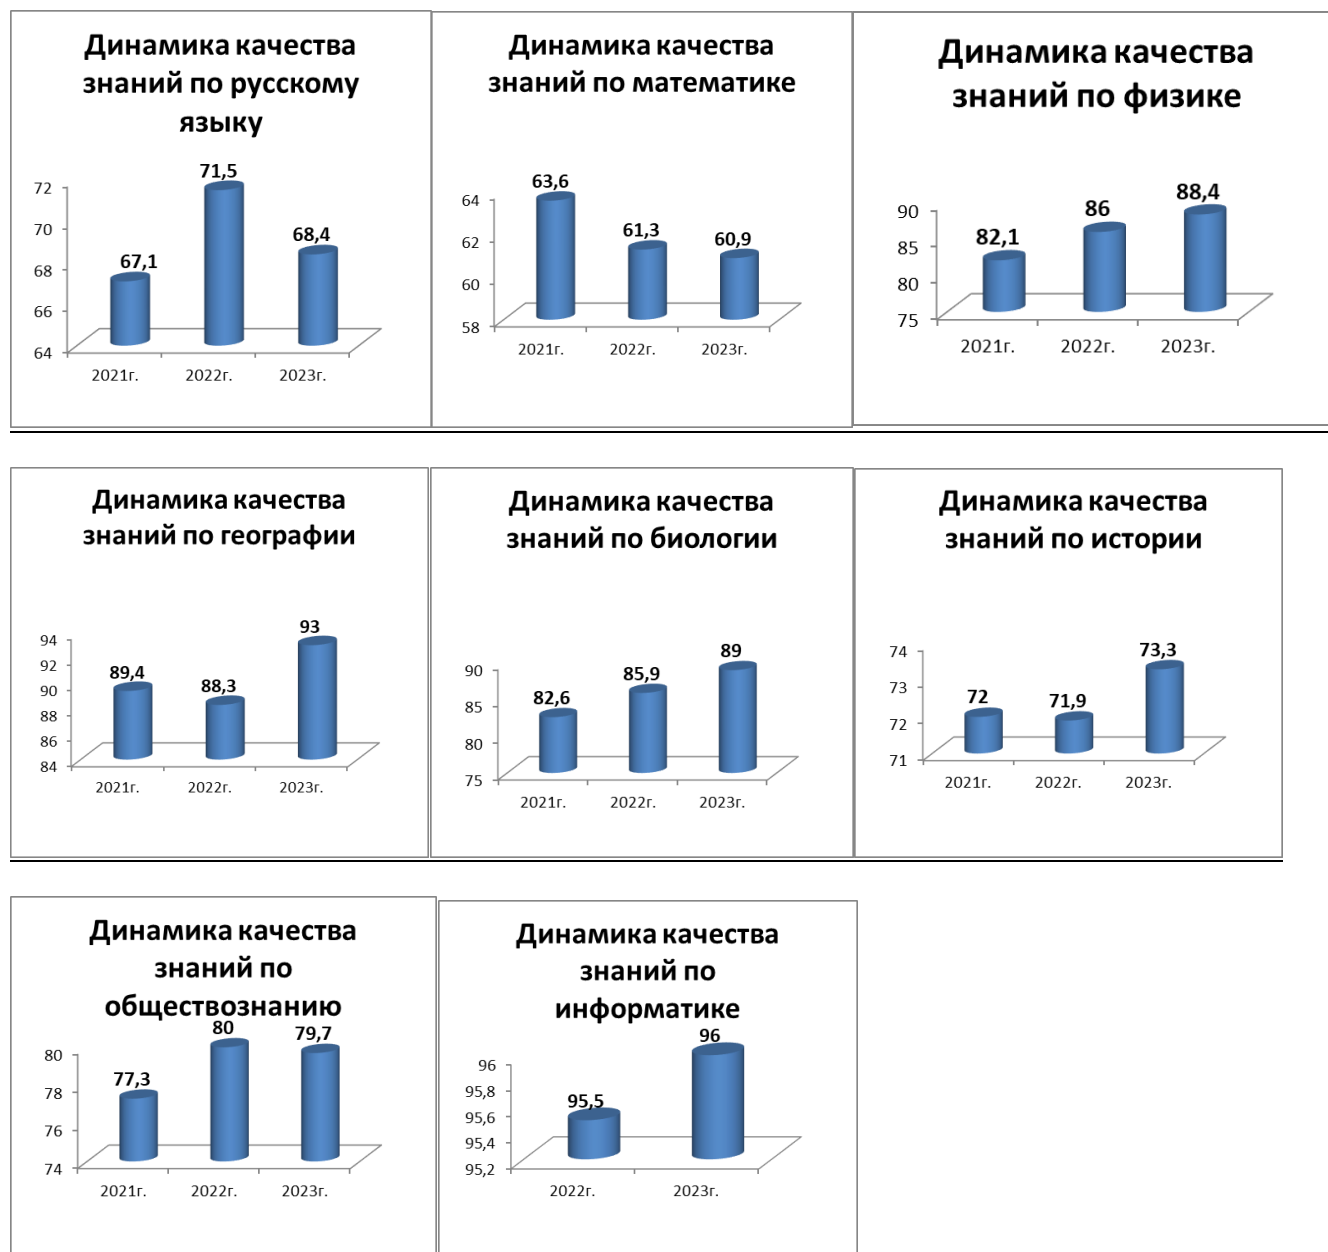 Динамика качества
знаний по русскому
языку
71,5
67,1
68,4
72
70
68
66
64
2021г.
2022г.
2023г.
Динамика качества
знаний по математике
63,6
61,3
60,9
64
62
60
58
2021г.
2022г.
2023г.
Динамика качества
знаний по физике
82,1
86
88,4
90
85
80
75
2021г.
2022г.
2023г.
Динамика качества
знаний по географии
89,4
88,3
93
94
92
90
88
86
84
2021г.
2022г.
2023г.
Динамика качества
знаний по биологии
82,6
85,9
89
90
85
80
75
2021г.
2022г.
2023г.
Динамика качества
знаний по истории
72
71,9
73,3
74
73
72
71
2021г.
2022г.
2023г.
Динамика качества
знаний по
обществознанию
77,3
80
79,7
80
78
76
74
2021г.
2022г.
2023г.
Динамика качества
знаний по
информатике
95,5
96
96
95,8
95,6
95,4
95,2
2022г.
2023г.